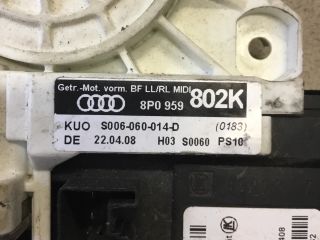 Getr.-Mot. vorm. BF LL/RL MIDI
8P0 959 802K
KUO S006-060-014-D (0183)
DE 22.04.08 H03 S0060 PS10
408